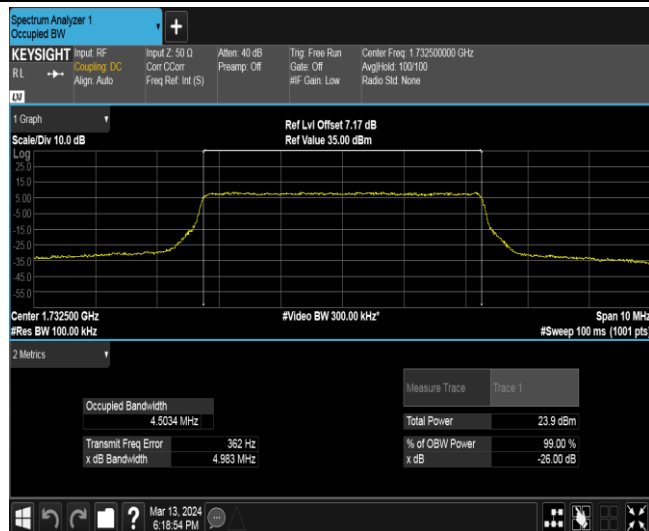 Spectrum Analyzer 1
Occupied BW
+
KEYSIGHT
RL
Input: RF
Coupling: DC
Align: Auto
Input Z: 50 Ω
Corr CCorr
Freq Ref: Int (S)
Atten: 40 dB
Preamp: Off
Trig: Free Run
Gate: Off
#IF Gain: Low
Center Freq: 1.732500000 GHz
Avg|Hold: 100/100
Radio Std: None
LXI
1 Graph
Scale/Div 10.0 dB
Ref Lvl Offset 7.17 dB
Ref Value 35.00 dBm
Log
25.0
15.0
5.00
-5.00
-15.0
-25.0
-35.0
-45.0
-55.0
Center 1.732500 GHz
#Res BW 100.00 kHz
#Video BW 300.00 kHz*
Span 10 MHz
#Sweep 100 ms (1001 pts)
2 Metrics
Measure Trace Trace 1
Occupied Bandwidth
4.5034 MHz
Total Power 23.9 dBm
Transmit Freq Error 362 Hz
% of OBW Power 99.00 %
x dB Bandwidth 4.983 MHz
x dB -26.00 dB
?
Mar 13, 2024
6:18:54 PM